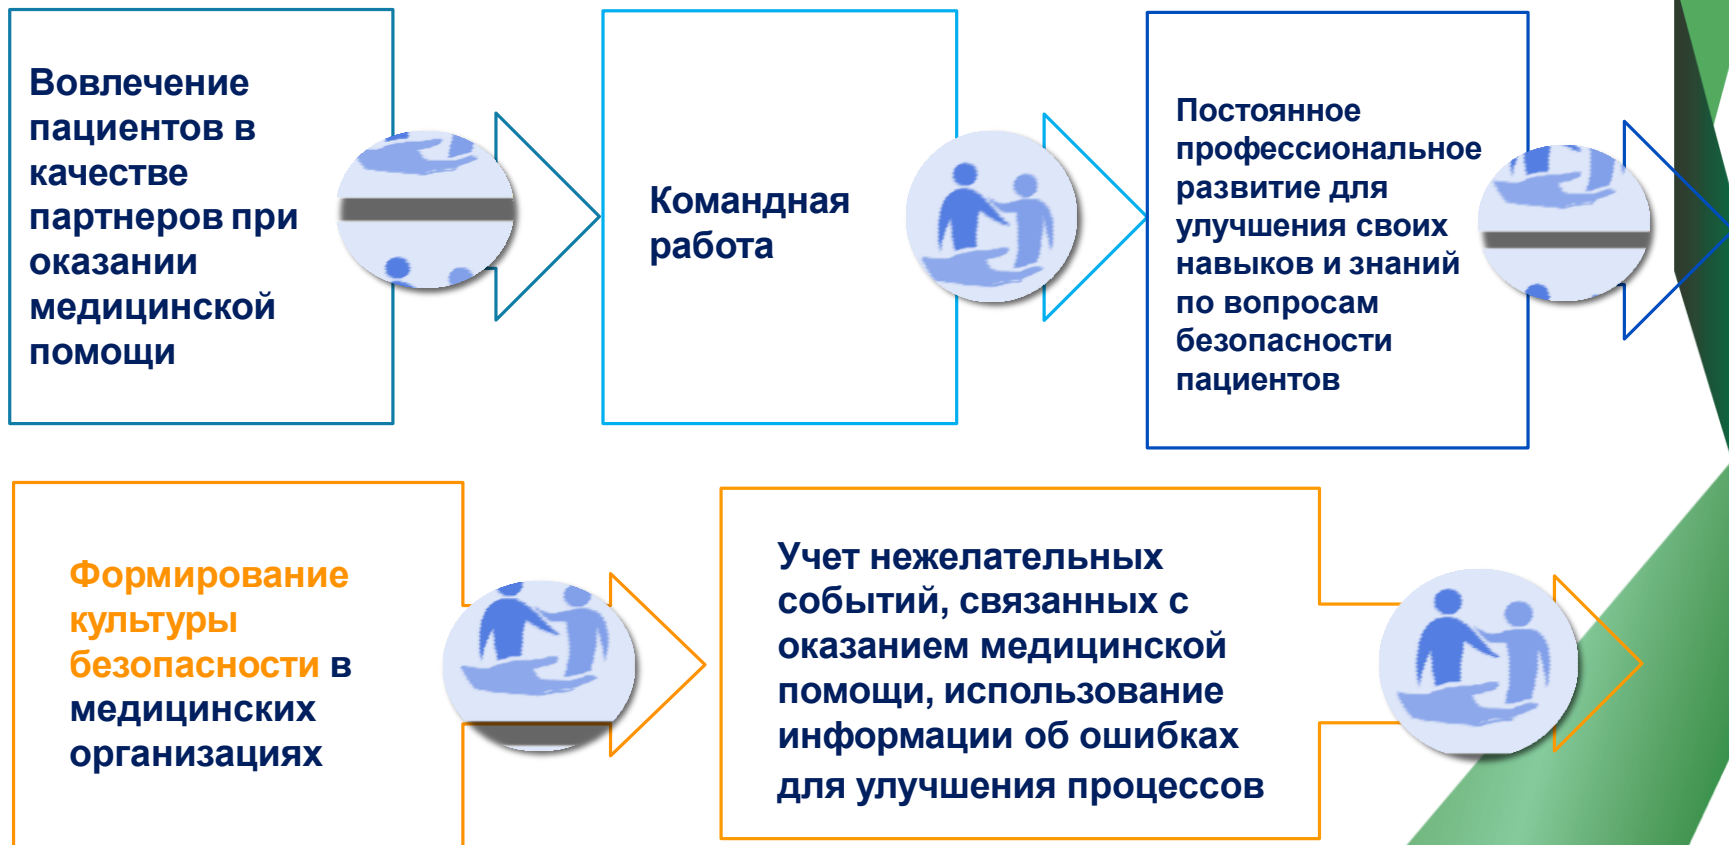 Вовлечение
пациентов в
качестве
партнеров при
оказании
медицинской
помощи
Командная
работа
Постоянное
профессиональное
развитие для
улучшения своих
навыков и знаний
по вопросам
безопасности
пациентов
Формирование
культуры
безопасности в
медицинских
организациях
Учет нежелательных
событий, связанных с
оказанием медицинской
помощи, использование
информации об ошибках
для улучшения процессов